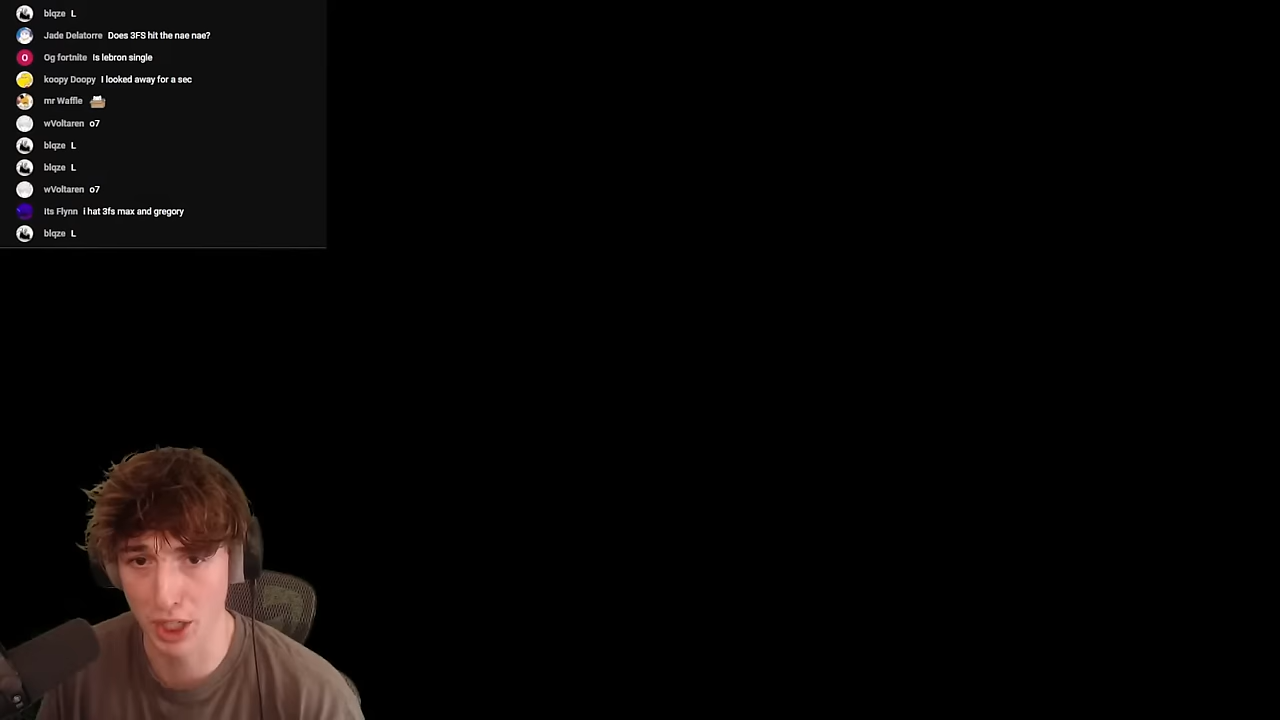 blqze L
Jade Delatorre Does 3FS hit the nae nae?
O Og fortnite Is lebron single
koopy Doopy I looked away for a sec
mr Waffle
wVoltaren o7
blqze L
blqze L
wVoltaren o7
Its Flynn I hat 3fs max and gregory
blqze L